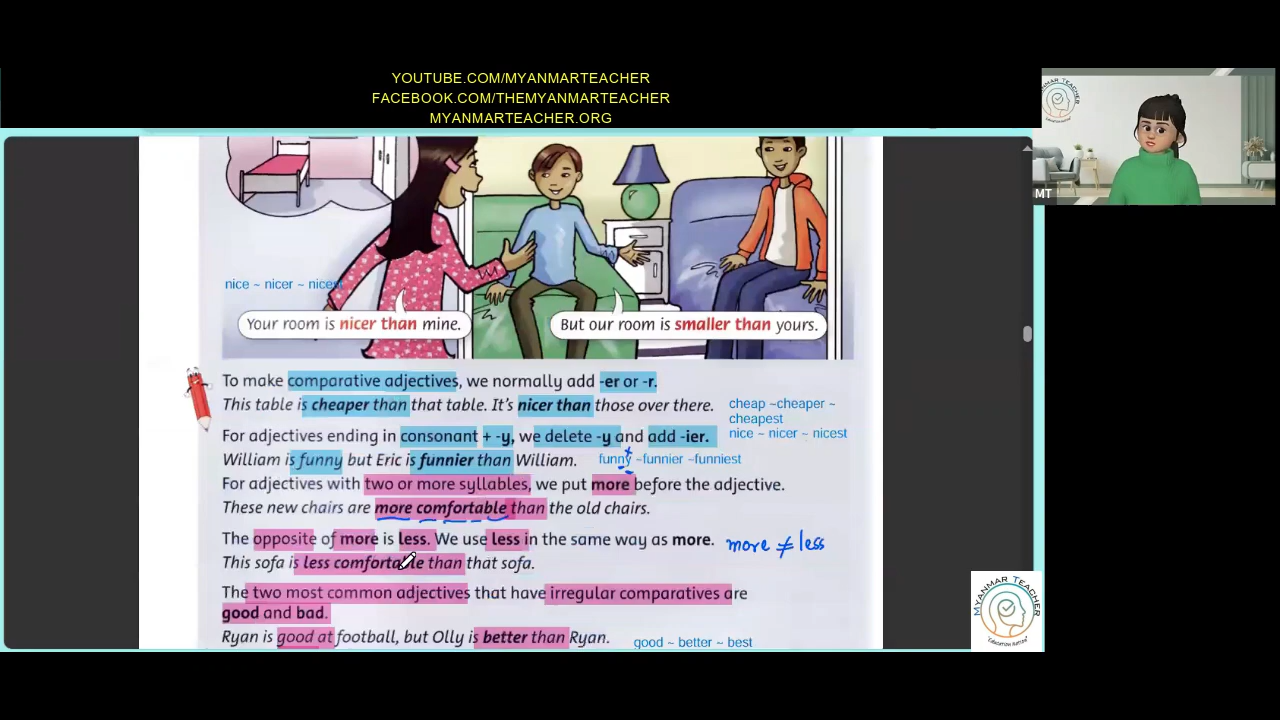 YOUTUBE.COM/MYANMARTEACHER
FACEBOOK.COM/THEMYANMARTEACHER
MYANMARTEACHER.ORG
MYANMAR TEACHER
MT
nice ~ nicer ~ nicest
Your room is nicer than mine.
But our room is smaller than yours.
To make comparative adjectives, we normally add -er or -r.
This table is cheaper than that table. It's nicer than those over there.
cheap ~cheaper ~
cheapest
nice ~ nicer ~ nicest
For adjectives ending in consonant + -y, we delete -y and add -ier.
William is funny but Eric is funnier than William.
funny ~funnier ~funniest
For adjectives with two or more syllables, we put more before the adjective.
These new chairs are more comfortable than the old chairs.
The opposite of more is less. We use less in the same way as more.
more ≠ less
This sofa is less comfortable than that sofa.
The two most common adjectives that have irregular comparatives are
good and bad.
Ryan is good at football, but Olly is better than Ryan.
good ~ better ~ best
MYANMAR TEACHER